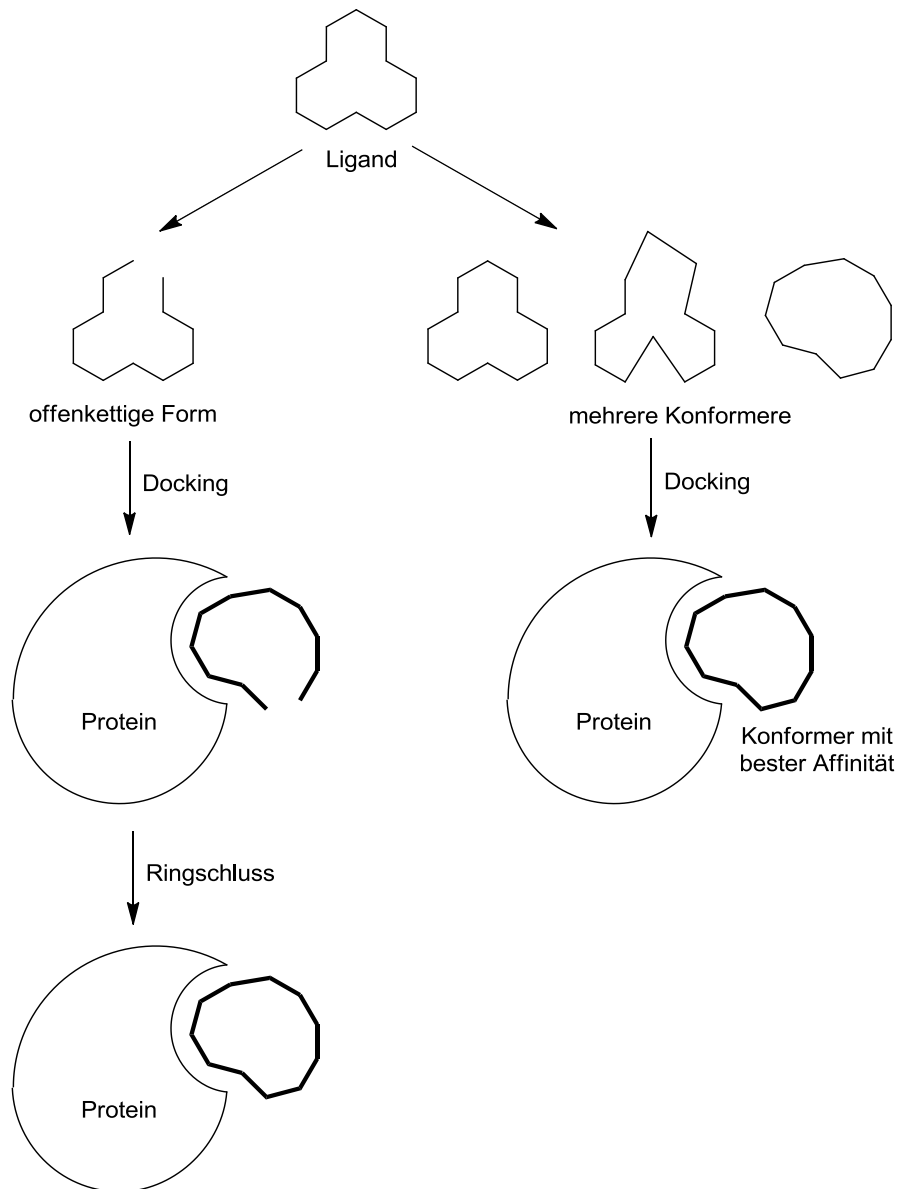 Ligand
offenkettige Form
mehrere Konformere
Docking
Docking
Protein
Protein
Konformer mit
bester Affinität
Ringschluss
Protein